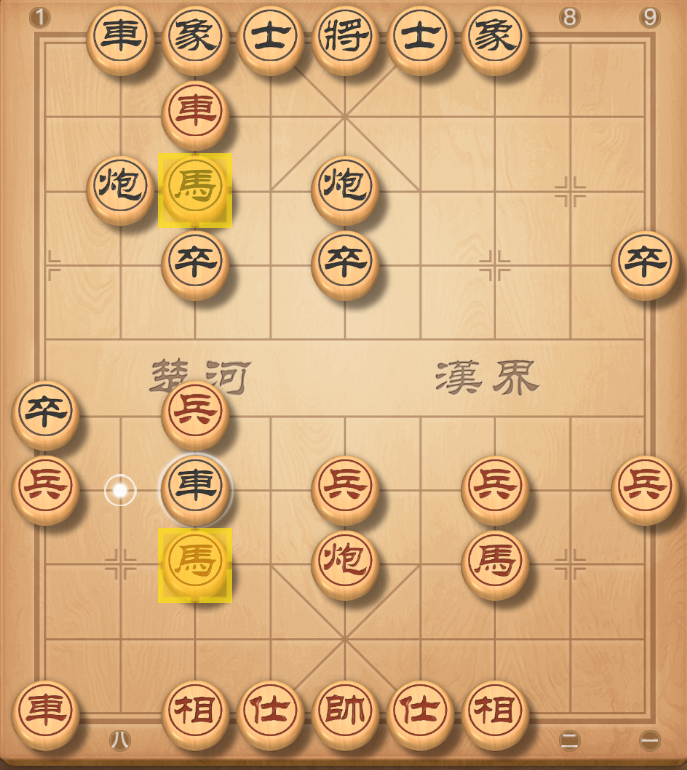 1 8 9
車 象 士 將 士 象
車
炮 馬 炮
卒 卒 卒
楚河 漢界
卒 兵
兵 車 兵 兵 兵
馬 炮 馬
車 相 仕 帥 仕 相
八 二 一